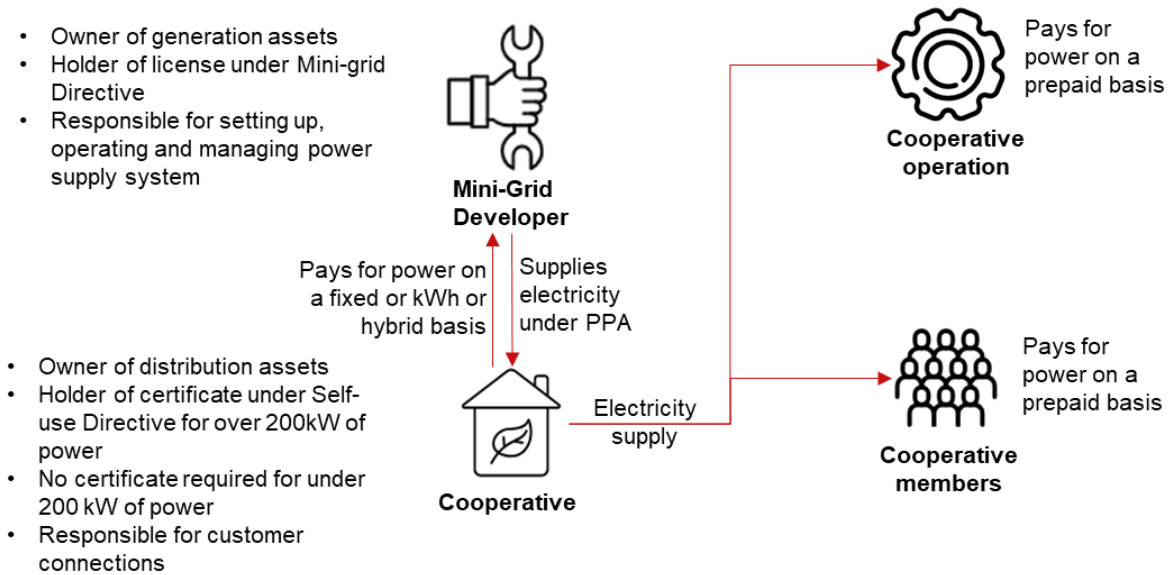 • Owner of generation assets
• Holder of license under Mini-grid
Directive
• Responsible for setting up,
operating and managing power
supply system
Mini-Grid
Developer
Pays for
power on a
prepaid basis
Cooperative
operation
Pays for power on
a fixed or kWh or
hybrid basis
Supplies
electricity
under PPA
• Owner of distribution assets
• Holder of certificate under Self-
use Directive for over 200kW of
power
• No certificate required for under
200 kW of power
• Responsible for customer
connections
Cooperative
Electricity
supply
Pays for
power on a
prepaid basis
Cooperative
members